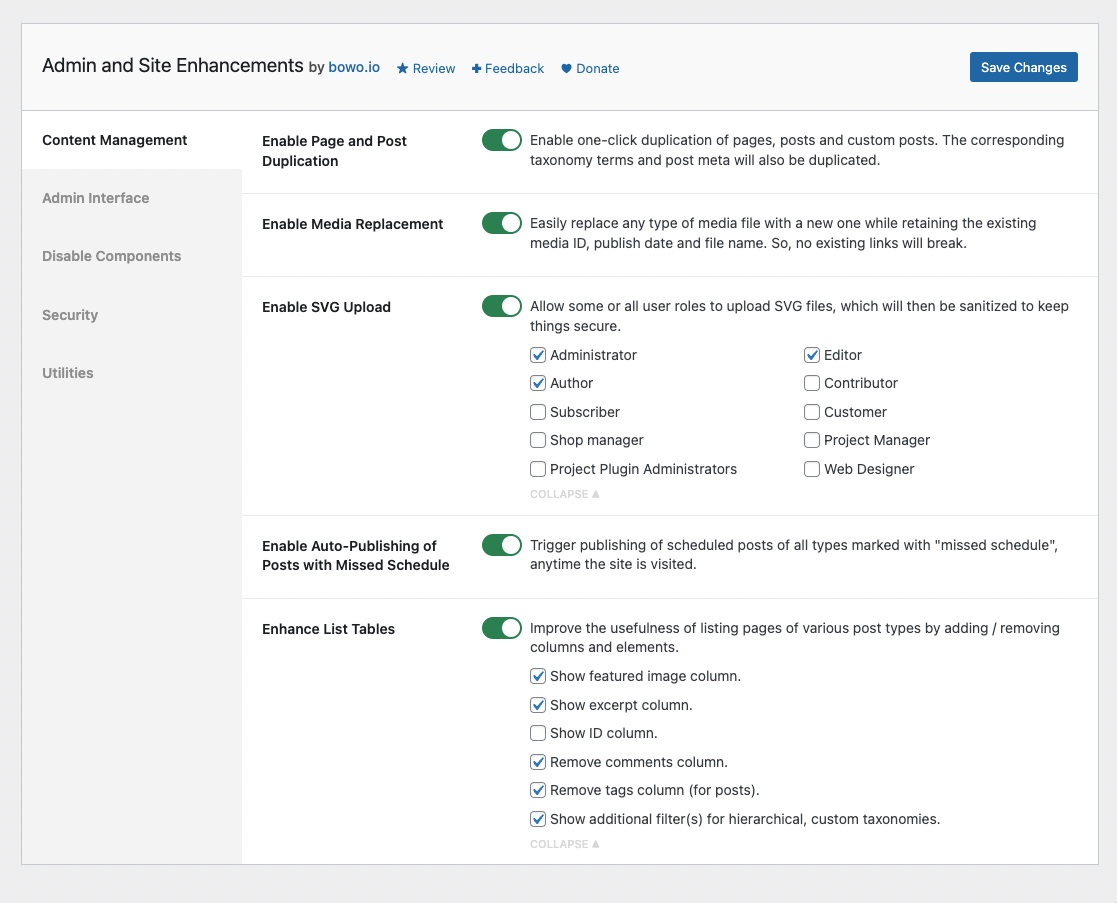 Admin and Site Enhancements by bowo.io Review Feedback Donate
Save Changes
Content Management
Admin Interface
Disable Components
Security
Utilities
Enable Page and Post
Duplication
Enable one-click duplication of pages, posts and custom posts. The corresponding
taxonomy terms and post meta will also be duplicated.
Enable Media Replacement
Easily replace any type of media file with a new one while retaining the existing
media ID, publish date and file name. So, no existing links will break.
Enable SVG Upload
Allow some or all user roles to upload SVG files, which will then be sanitized to keep
things secure.
Administrator
Editor
Author
Contributor
Subscriber
Customer
Shop manager
Project Manager
Project Plugin Administrators
Web Designer
COLLAPSE ▲
Enable Auto-Publishing of
Posts with Missed Schedule
Trigger publishing of scheduled posts of all types marked with "missed schedule",
anytime the site is visited.
Enhance List Tables
Improve the usefulness of listing pages of various post types by adding / removing
columns and elements.
Show featured image column.
Show excerpt column.
Show ID column.
Remove comments column.
Remove tags column (for posts).
Show additional filter(s) for hierarchical, custom taxonomies.
COLLAPSE ▲